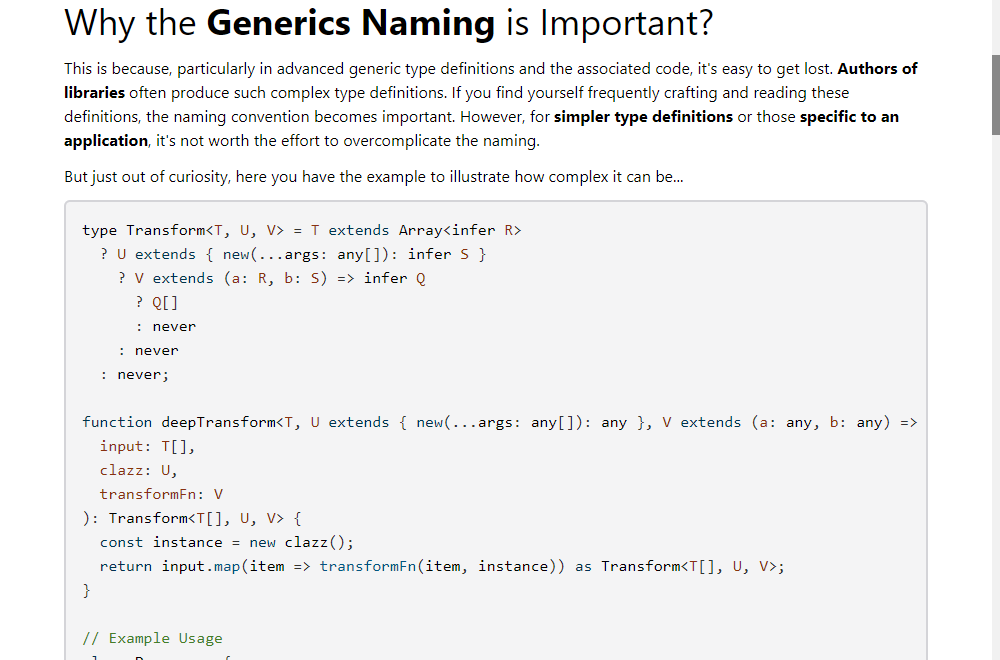 Why the Generics Naming is Important?
This is because, particularly in advanced generic type definitions and the associated code, it's easy to get lost. Authors of
libraries often produce such complex type definitions. If you find yourself frequently crafting and reading these
definitions, the naming convention becomes important. However, for simpler type definitions or those specific to an
application, it's not worth the effort to overcomplicate the naming.
But just out of curiosity, here you have the example to illustrate how complex it can be...
type Transform<T, U, V> = T extends Array<infer R>
  ? U extends { new(...args: any[]): infer S }
    ? V extends (a: R, b: S) => infer Q
      ? Q[]
      : never
    : never
  : never;
function deepTransform<T, U extends { new(...args: any[]): any }, V extends (a: any, b: any) =>
  input: T[],
  clazz: U,
  transformFn: V
): Transform<T[], U, V> {
  const instance = new clazz();
  return input.map(item => transformFn(item, instance)) as Transform<T[], U, V>;
}
// Example Usage